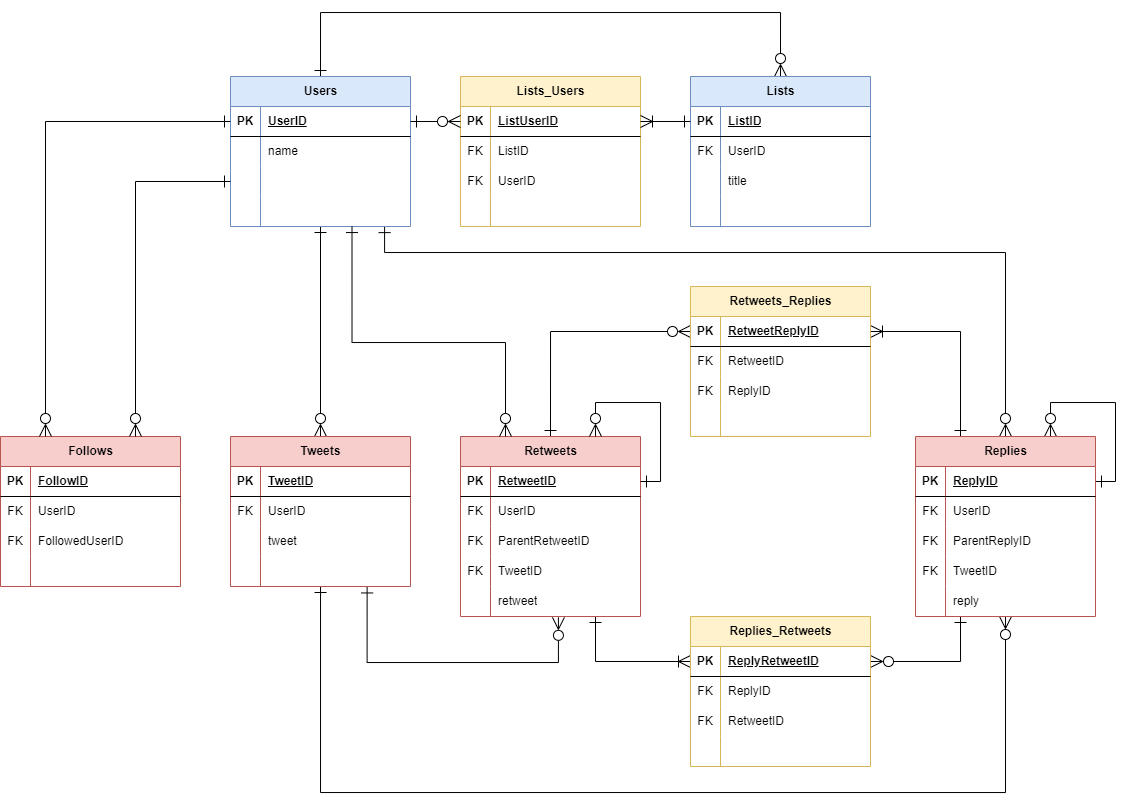 Users
PK UserID
name
Lists_Users
PK ListUserID
FK ListID
FK UserID
Lists
PK ListID
FK UserID
title
Retweets_Replies
PK RetweetReplyID
FK RetweetID
FK ReplyID
Follows
PK FollowID
FK UserID
FK FollowedUserID
Tweets
PK TweetID
FK UserID
tweet
Retweets
PK RetweetID
FK UserID
FK ParentRetweetID
FK TweetID
retweet
Replies
PK ReplyID
FK UserID
FK ParentReplyID
FK TweetID
reply
Replies_Retweets
PK ReplyRetweetID
FK ReplyID
FK RetweetID